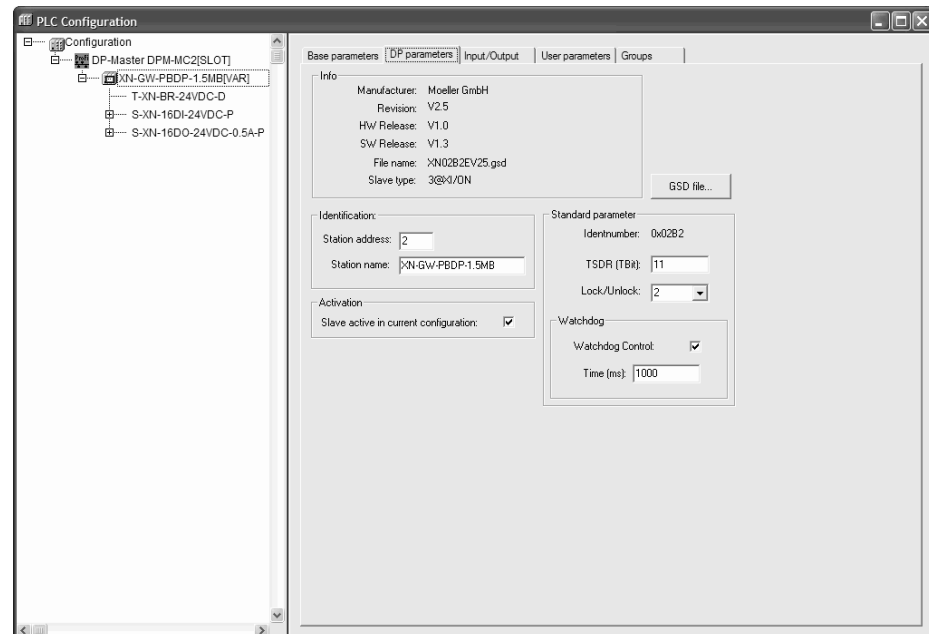 PLC Configuration
Configuration
DP-Master DPM-MC2[SLOT]
XN-GW-PBDP-1.5MB[VAR]
T-XN-BR-24VDC-D
S-XN-16DI-24VDC-P
S-XN-16DO-24VDC-0.5A-P
Base parameters DP parameters Input/Output User parameters Groups
Info
Manufacturer: Moeller GmbH
Revision: V2.5
HW Release: V1.0
SW Release: V1.3
File name: XN02B2EV25.gsd
Slave type: 3@XI/ON
GSD file...
Identification:
Station address: 2
Station name: XN-GW-PBDP-1.5MB
Activation
Slave active in current configuration:
Standard parameter
Identnumber: 0x02B2
TSDR (TBit): 11
Lock/Unlock: 2
Watchdog
Watchdog Control:
Time (ms): 1000